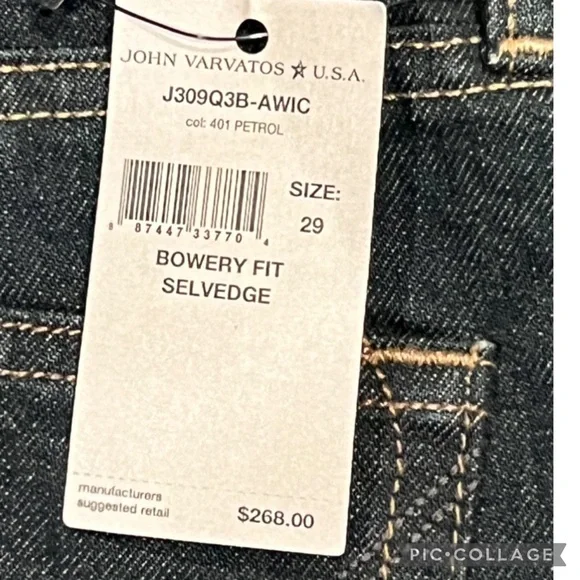 JOHN VARVATOS ☆ U.S.A.
J309Q3B-AWIC
col: 401 PETROL
SIZE:
29
8 87447 33770 4
BOWERY FIT
SELVEDGE
manufacturers
suggested retail
$268.00
PIC•COLLAGE